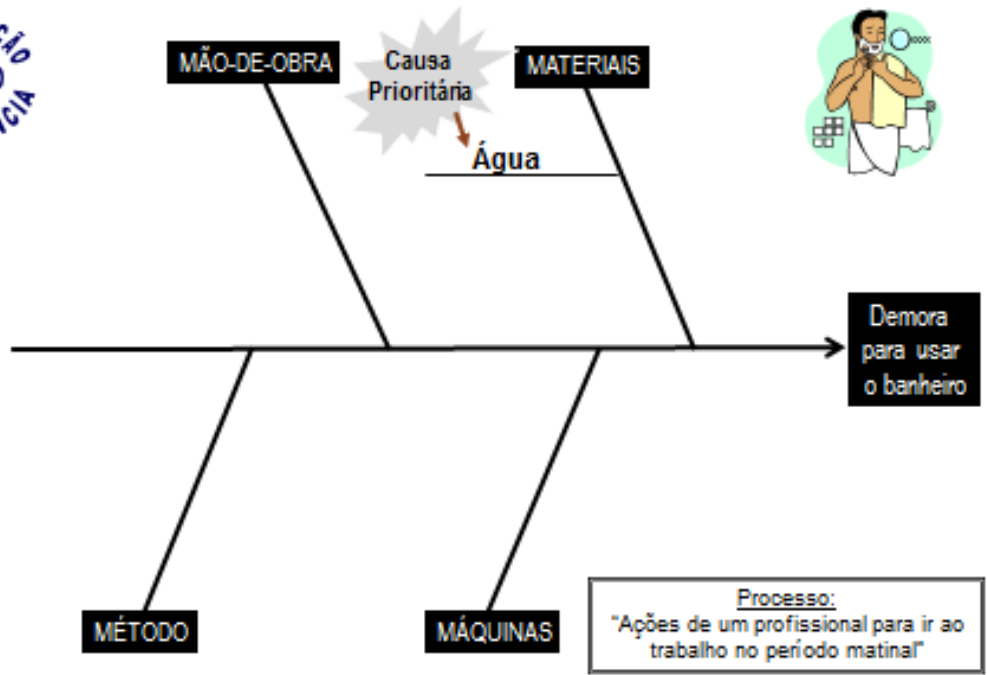 MÃO-DE-OBRA
Causa
Prioritária
MATERIAIS
Água
Demora
para usar
o banheiro
MÉTODO
MÁQUINAS
Processo:
"Ações de um profissional para ir ao
trabalho no período matinal"